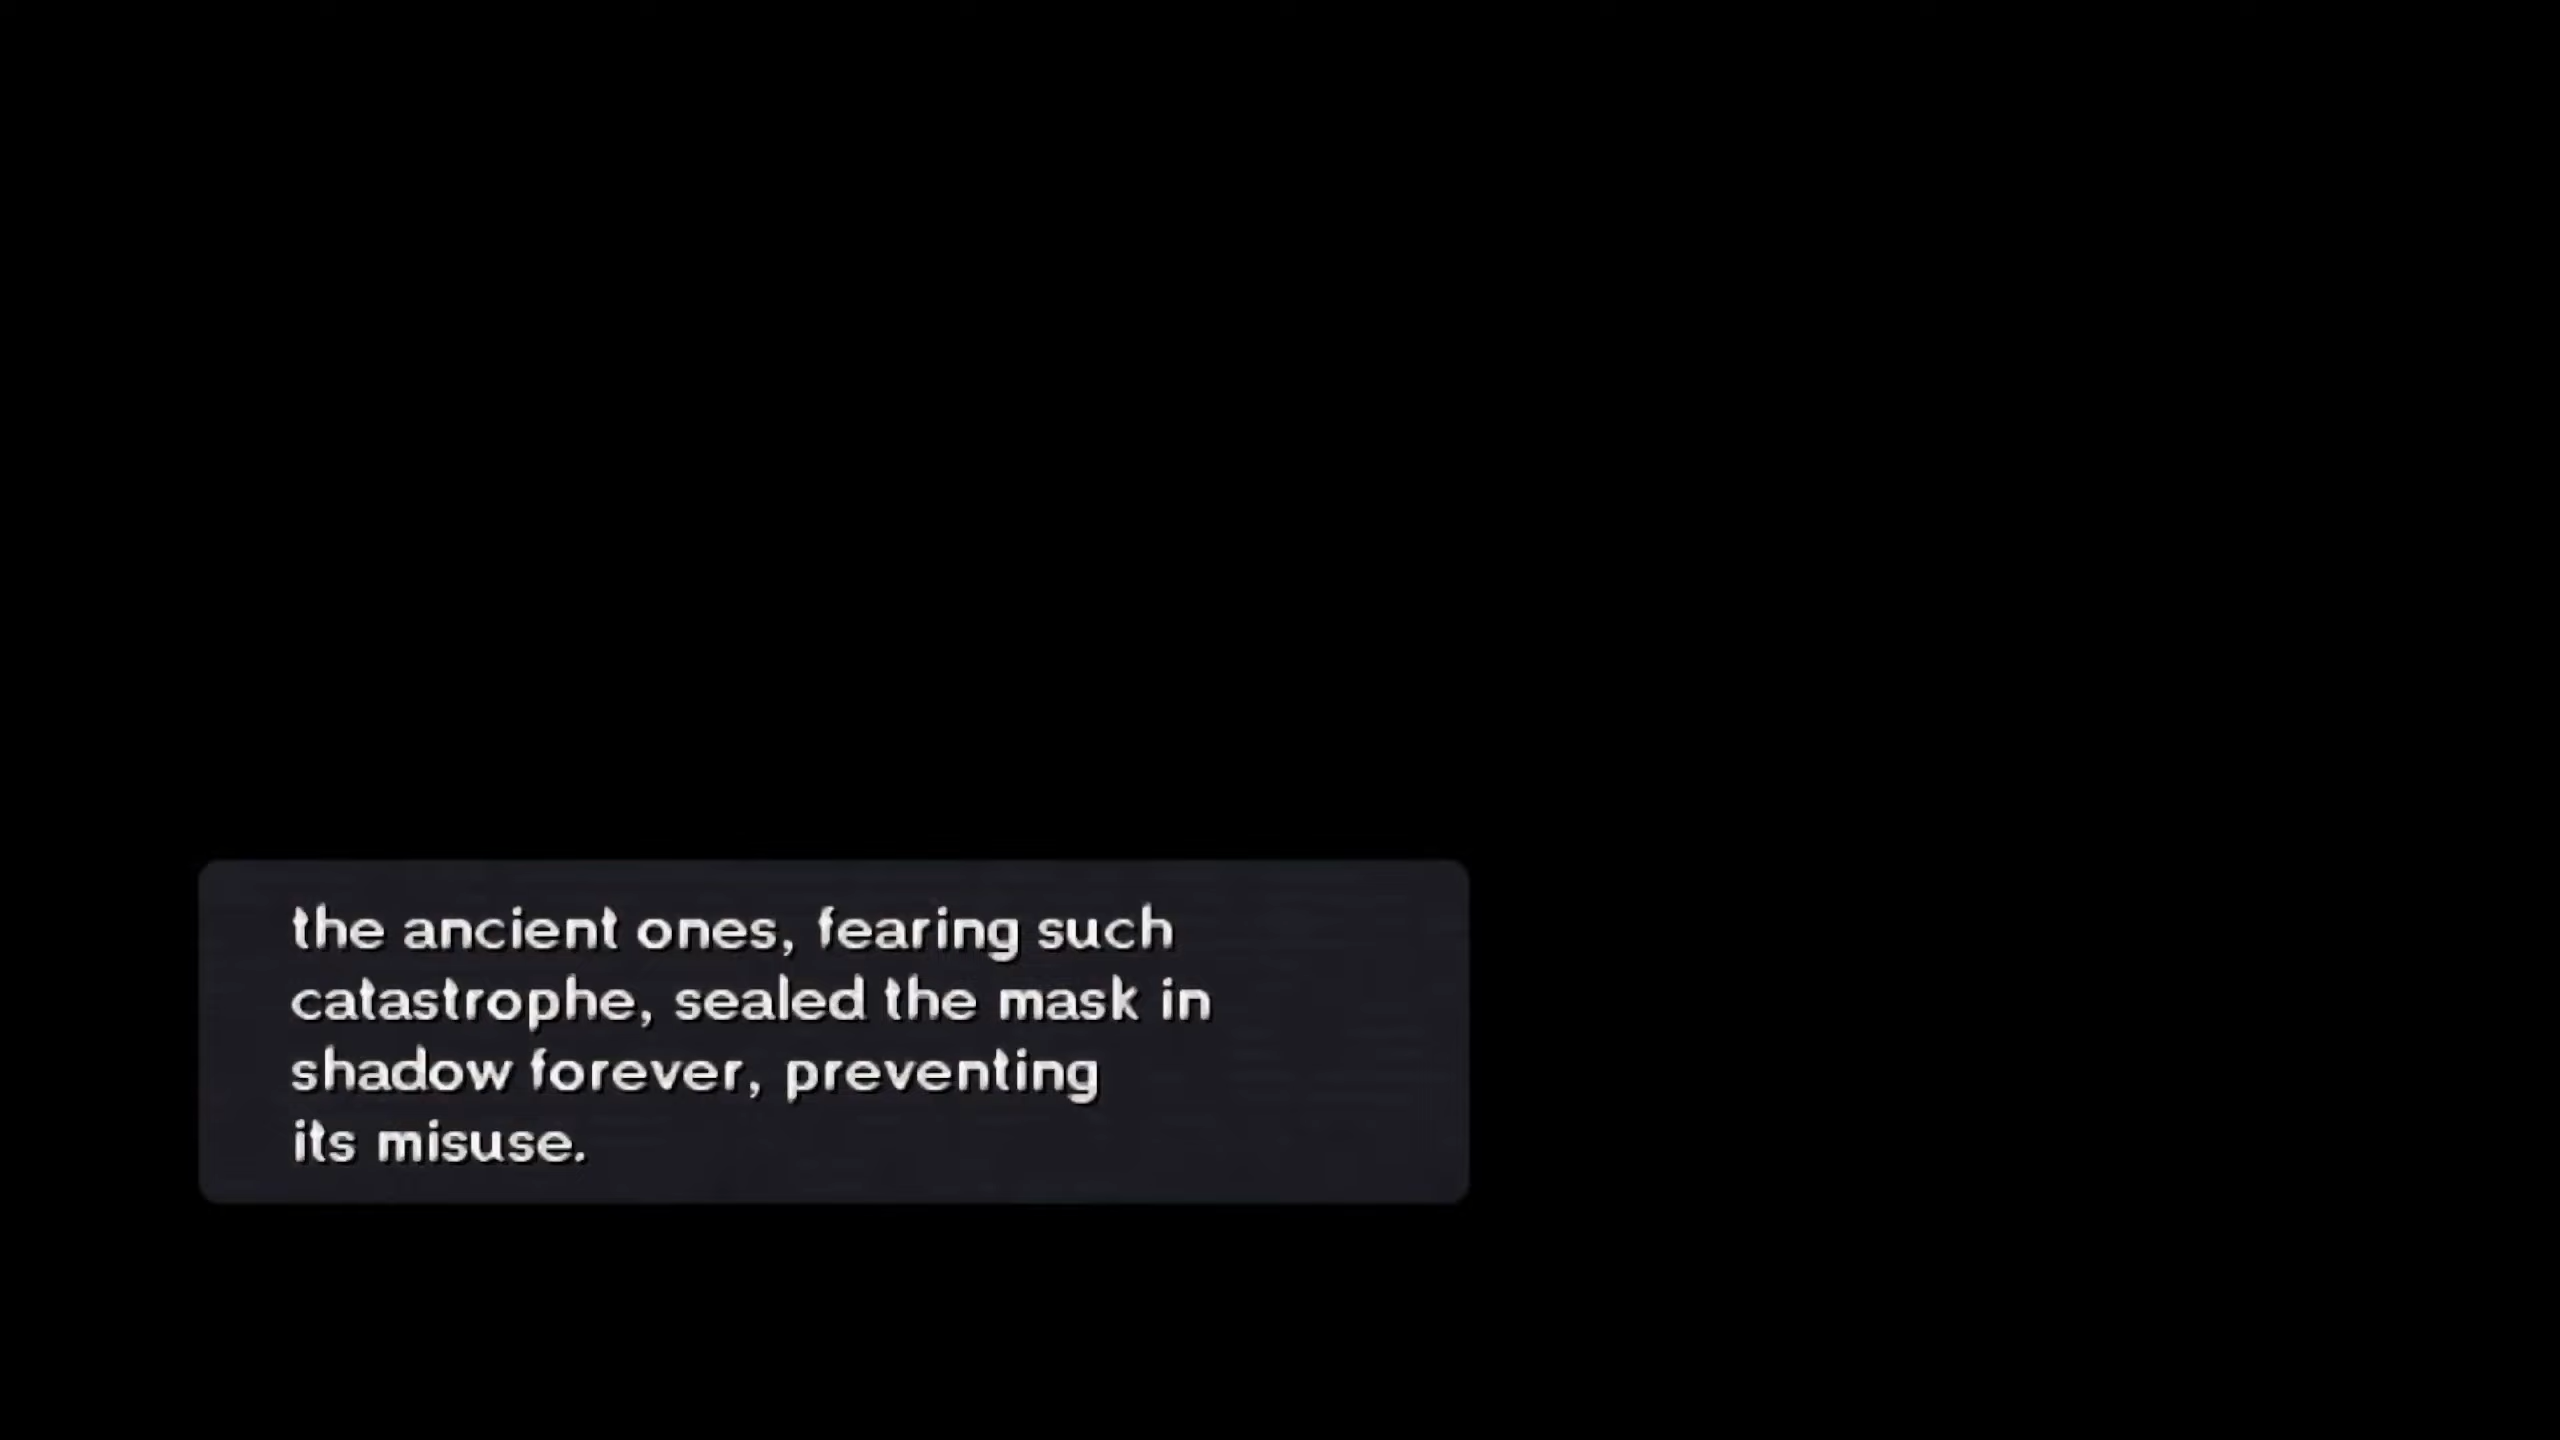 the ancient ones, fearing such
catastrophe, sealed the mask in
shadow forever, preventing
its misuse.